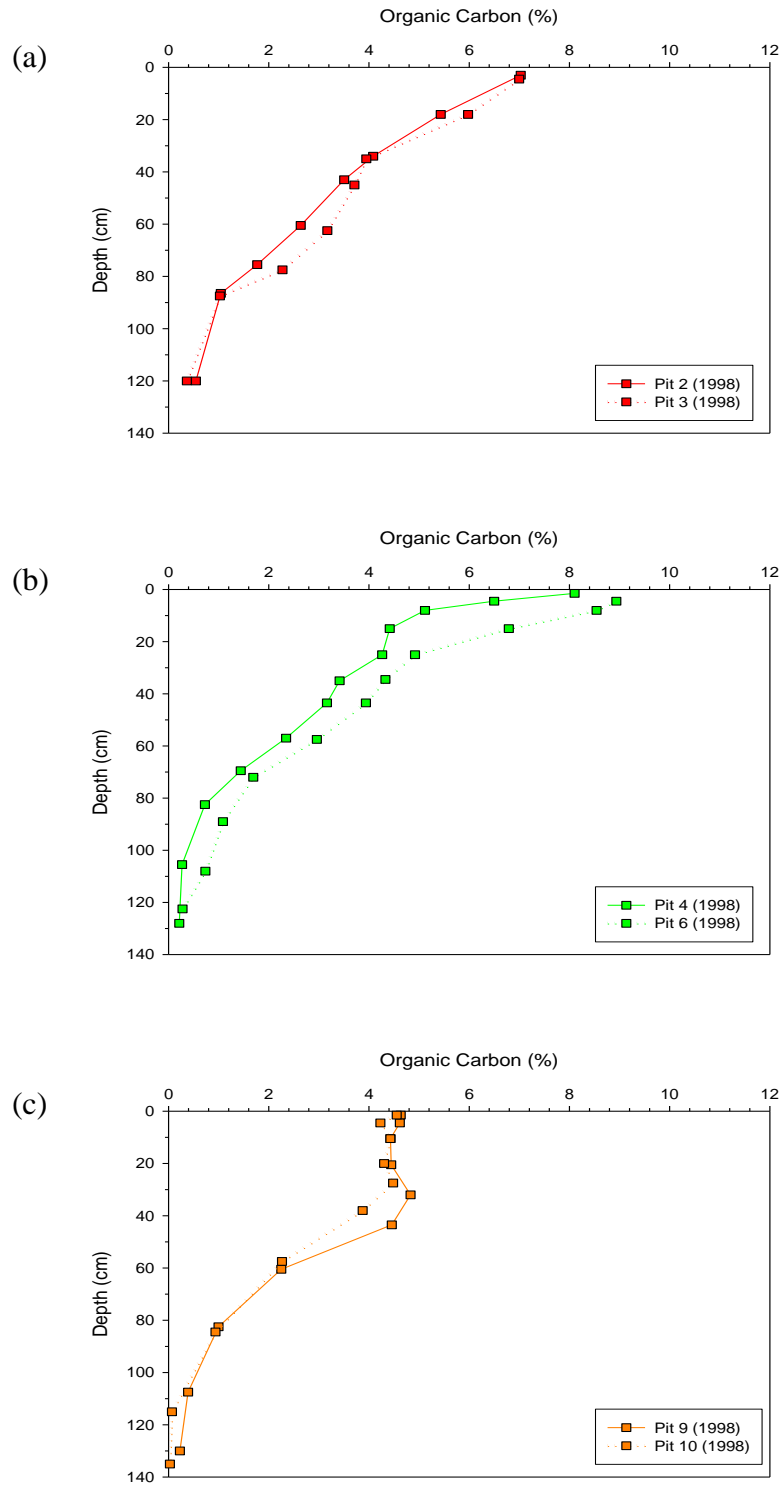 Organic Carbon (%)
(a)
0 2 4 6 8 10 12
0
20
40
60
80
100
120
140
Depth (cm)
Pit 2 (1998)
Pit 3 (1998)
Organic Carbon (%)
(b)
0 2 4 6 8 10 12
0
20
40
60
80
100
120
140
Depth (cm)
Pit 4 (1998)
Pit 6 (1998)
Organic Carbon (%)
(c)
0 2 4 6 8 10 12
0
20
40
60
80
100
120
140
Depth (cm)
Pit 9 (1998)
Pit 10 (1998)